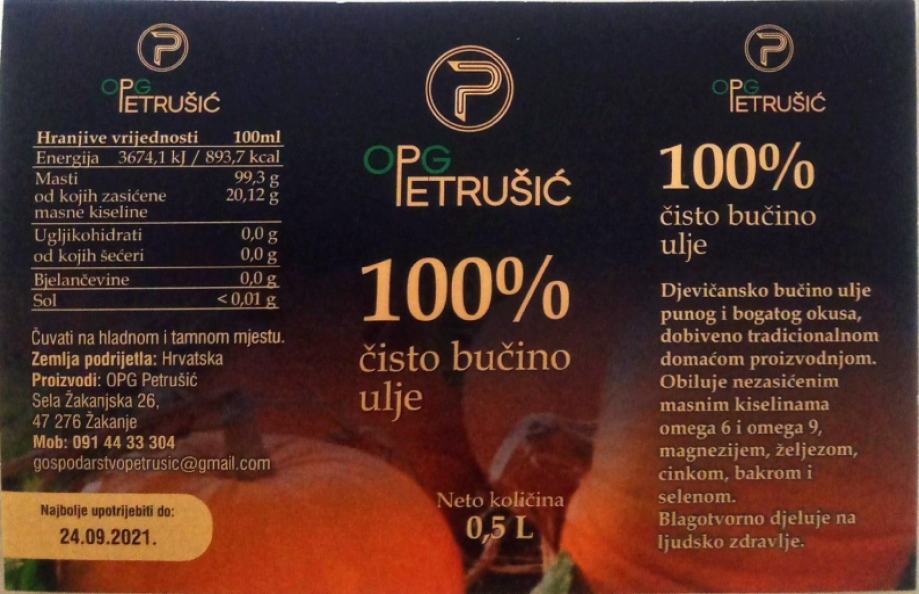 OPG
PETRUŠIĆ
Hranjive vrijednosti 100ml
Energija 3674,1 kJ / 893,7 kcal
Masti 99,3 g
od kojih zasićene 20,12 g
masne kiseline
Ugljikohidrati 0,0 g
od kojih šećeri 0,0 g
Bjelančevine 0,0 g
Sol < 0,01 g
Čuvati na hladnom i tamnom mjestu.
Zemlja podrijetla: Hrvatska
Proizvodi: OPG Petrušić
Sela Žakanjska 26,
47 276 Žakanje
Mob: 091 44 33 304
gospodarstvopetrusic@gmail.com
Najbolje upotrijebiti do:
24.09.2021.
OPG
PETRUŠIĆ
100%
čisto bučino
ulje
Neto količina
0,5 L
OPG
PETRUŠIĆ
100%
čisto bučino
ulje
Djevičansko bučino ulje
punog i bogatog okusa,
dobiveno tradicionalnom
domaćom proizvodnjom.
Obiluje nezasićenim
masnim kiselinama
omega 6 i omega 9,
magnezijem, željezom,
cinkom, bakrom i
selenom.
Blagotvorno djeluje na
ljudsko zdravlje.